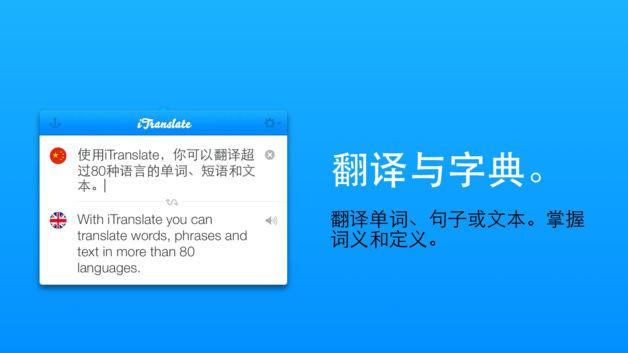 iTranslate
使用iTranslate，你可以翻译超
过80种语言的单词、短语和文
本。
With iTranslate you can
translate words, phrases and
text in more than 80
languages.
翻译与字典。
翻译单词、句子或文本。掌握
词义和定义。